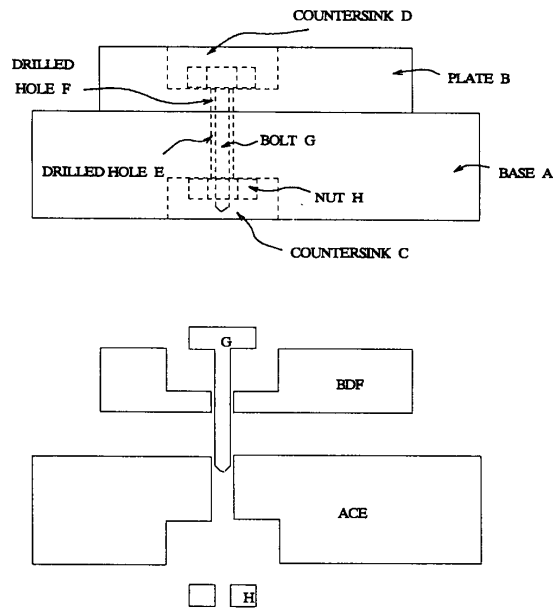 COUNTERSINK D
DRILLED
HOLE F
PLATE B
BOLT G
DRILLED HOLE E
BASE A
NUT H
COUNTERSINK C
G
BDF
ACE
H